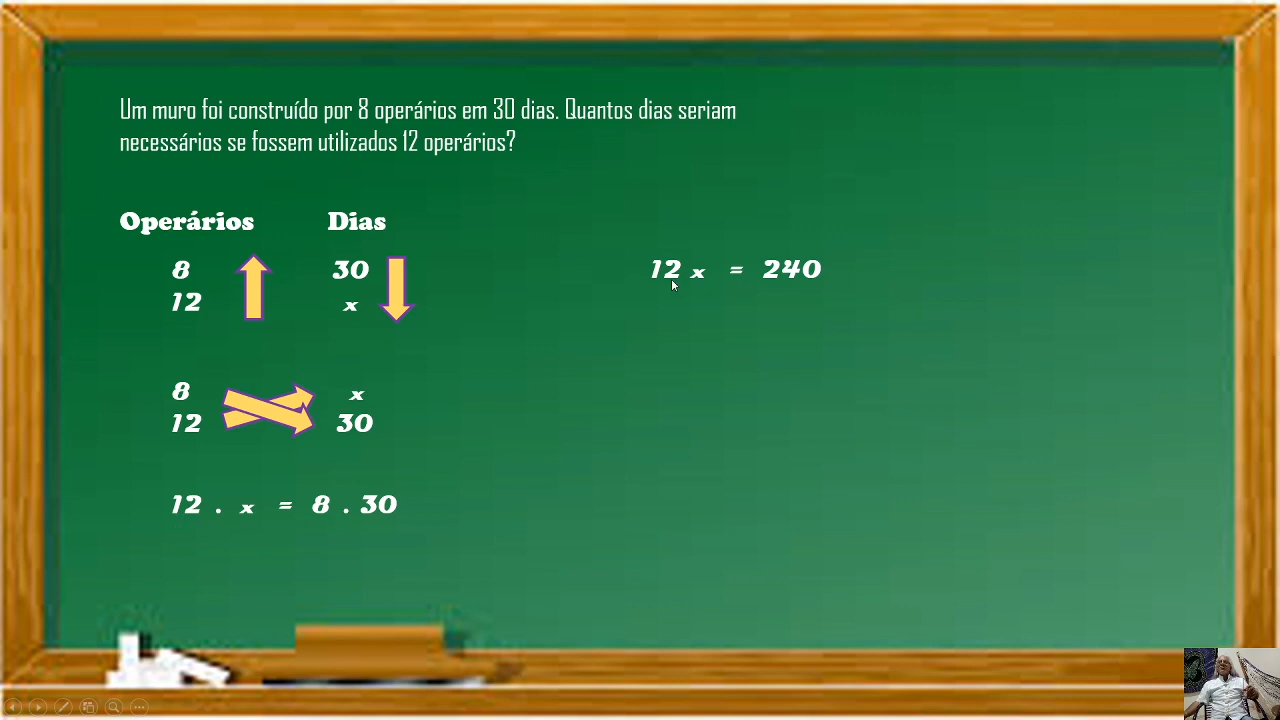 Um muro foi construído por 8 operários em 30 dias. Quantos dias seriam
necessários se fossem utilizados 12 operários?
Operários Dias
8 30
12 x
8 x
12 30
12 . x = 8 . 30
12 x = 240